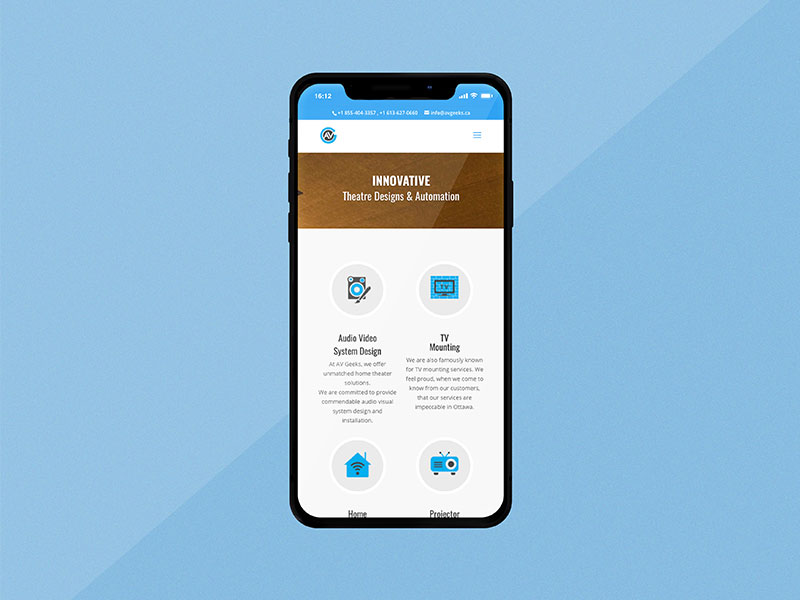 16:12
+1 855-404-3357 , +1 613-627-0660 info@avgeeks.ca
AV
INNOVATIVE
Theatre Designs & Automation
Audio Video
System Design
At AV Geeks, we offer
unmatched home theater
solutions.
We are committed to provide
commendable audio visual
system design and
installation.
TV
Mounting
We are also famously known
for TV mounting services. We
feel proud, when we come to
know from our customers,
that our services are
impeccable in Ottawa.
Home
Projector